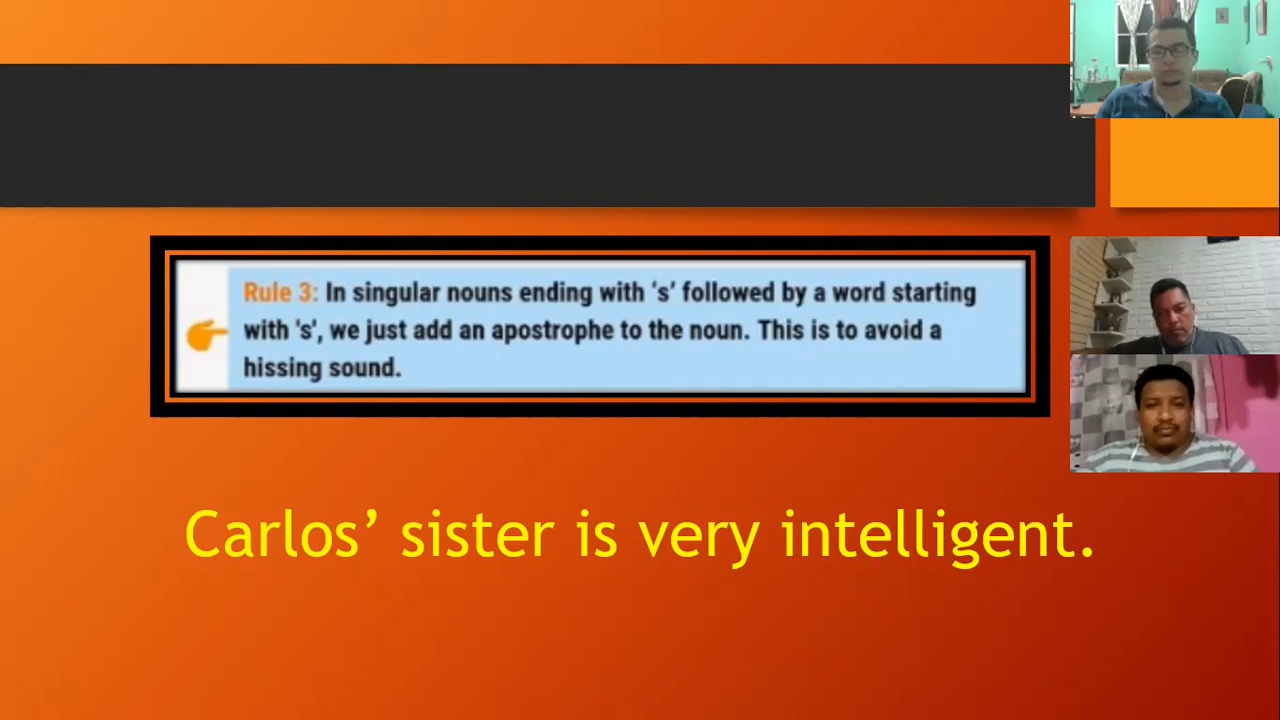 Rule 3: In singular nouns ending with ‘s’ followed by a word starting
with 's', we just add an apostrophe to the noun. This is to avoid a
hissing sound.
Carlos’ sister is very intelligent.